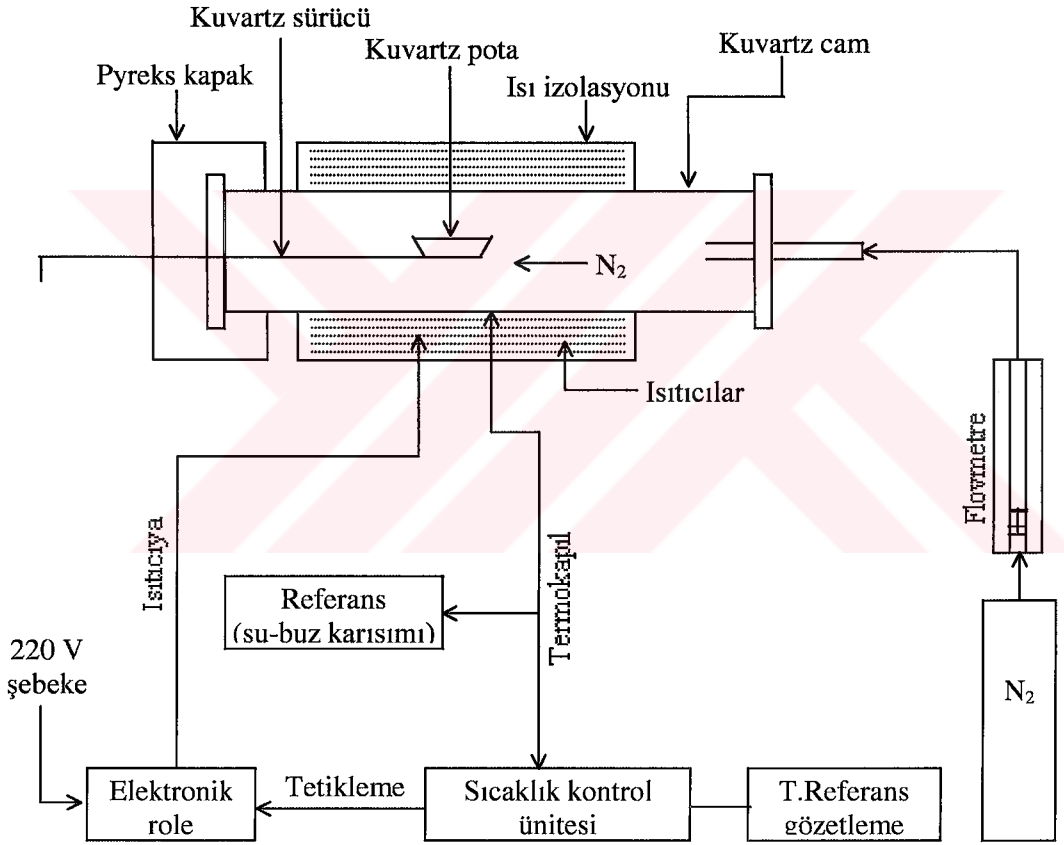 Kuvartz sürücü
Kuvartz pota
Kuvartz cam
Pyreks kapak
Isı izolasyonu
N₂
Isıtıcılar
Flovmetre
Isıtıcıya
Termokapıl
Referans
(su-buz karısımı)
220 V
şebeke
N₂
Elektronik
role
Tetikleme
Sıcaklık kontrol
ünitesi
T.Referans
gözetleme